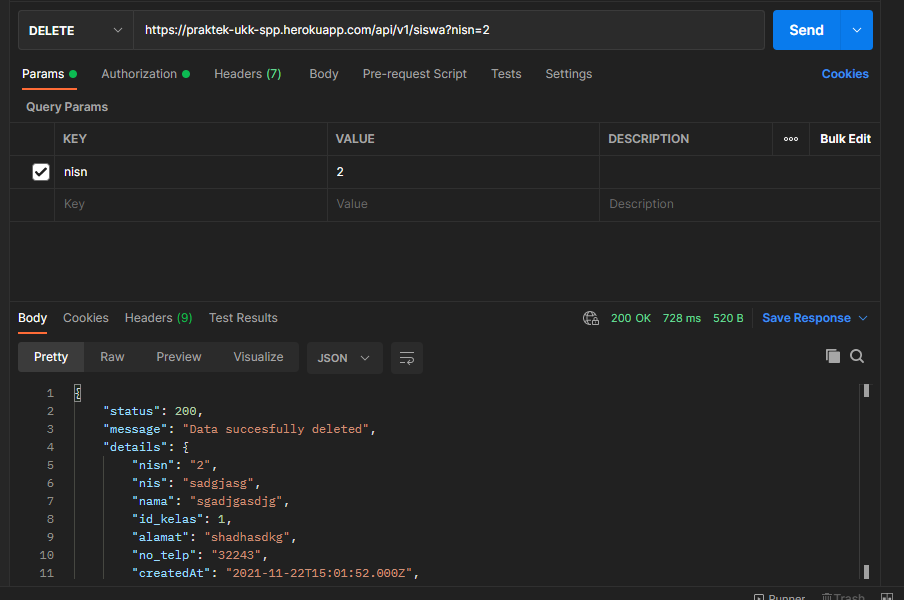 DELETE https://praktek-ukk-spp.herokuapp.com/api/v1/siswa?nisn=2 Send
Params Authorization Headers (7) Body Pre-request Script Tests Settings Cookies
Query Params
KEY VALUE DESCRIPTION ooo Bulk Edit
nisn 2
Key Value Description
Body Cookies Headers (9) Test Results 200 OK 728 ms 520 B Save Response
Pretty Raw Preview Visualize JSON
1 {
2 "status": 200,
3 "message": "Data succesfully deleted",
4 "details": {
5 "nisn": "2",
6 "nis": "sadgjasg",
7 "nama": "sgadjgasdjg",
8 "id_kelas": 1,
9 "alamat": "shadhasdkg",
10 "no_telp": "32243",
11 "createdAt": "2021-11-22T15:01:52.000Z",
Runner Trash